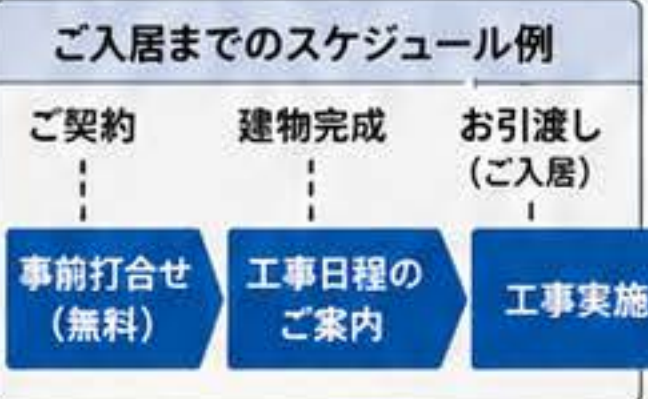 ご入居までのスケジュール例
ご契約
建物完成
お引渡し
(ご入居)
事前打合せ
(無料)
工事日程の
ご案内
工事実施